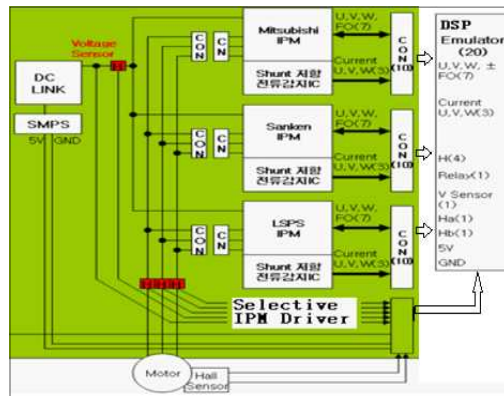 Voltage
Sensor
DC
LINK
SMPS
5V GND
CON
CN
Mitsubishi
IPM
Shunt 저항
전류감지IC
U,V,W,
FO(7)
Current
U,V,W(3)
CON
(10)
CON
CN
Sanken
IPM
Shunt 저항
전류감지IC
U,V,W,
FO(7)
Current
U,V,W(3)
CON
(10)
CON
CN
LSPS
IPM
Shunt 저항
전류감지IC
U,V,W,
FO(7)
Current
U,V,W(3)
CON
(10)
H
H
H
H
Selective
IPM Driver
Motor
Hall
Sensor
DSP
Emulator
(20)
U,V,W, ±
FO(7)
Current
U,V,W(3)
H(4)
Relax(1)
V Sensor
(1)
Ha(1)
Hb(1)
5V
GND